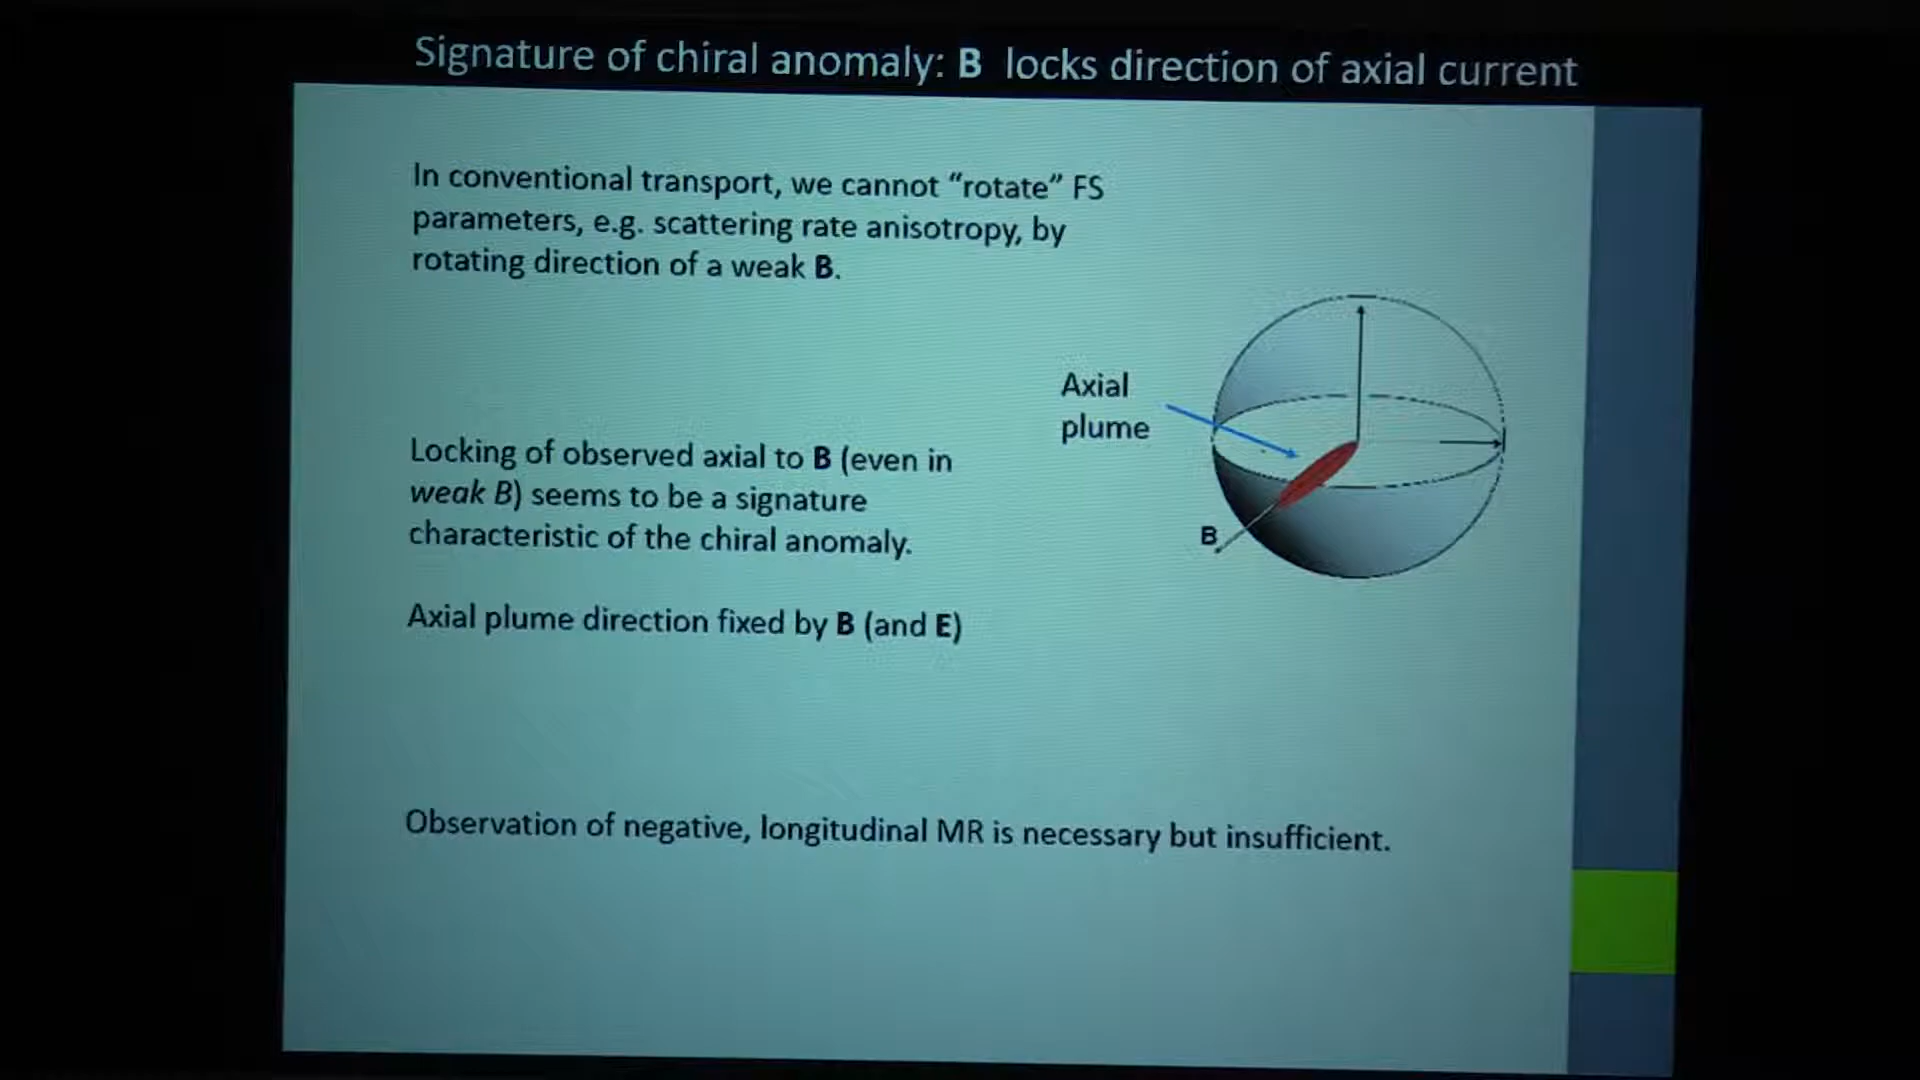 Signature of chiral anomaly: B locks direction of axial current
In conventional transport, we cannot “rotate” FS
parameters, e.g. scattering rate anisotropy, by
rotating direction of a weak B.
Axial
plume
Locking of observed axial to B (even in
weak B) seems to be a signature
characteristic of the chiral anomaly.
B
Axial plume direction fixed by B (and E)
Observation of negative, longitudinal MR is necessary but insufficient.